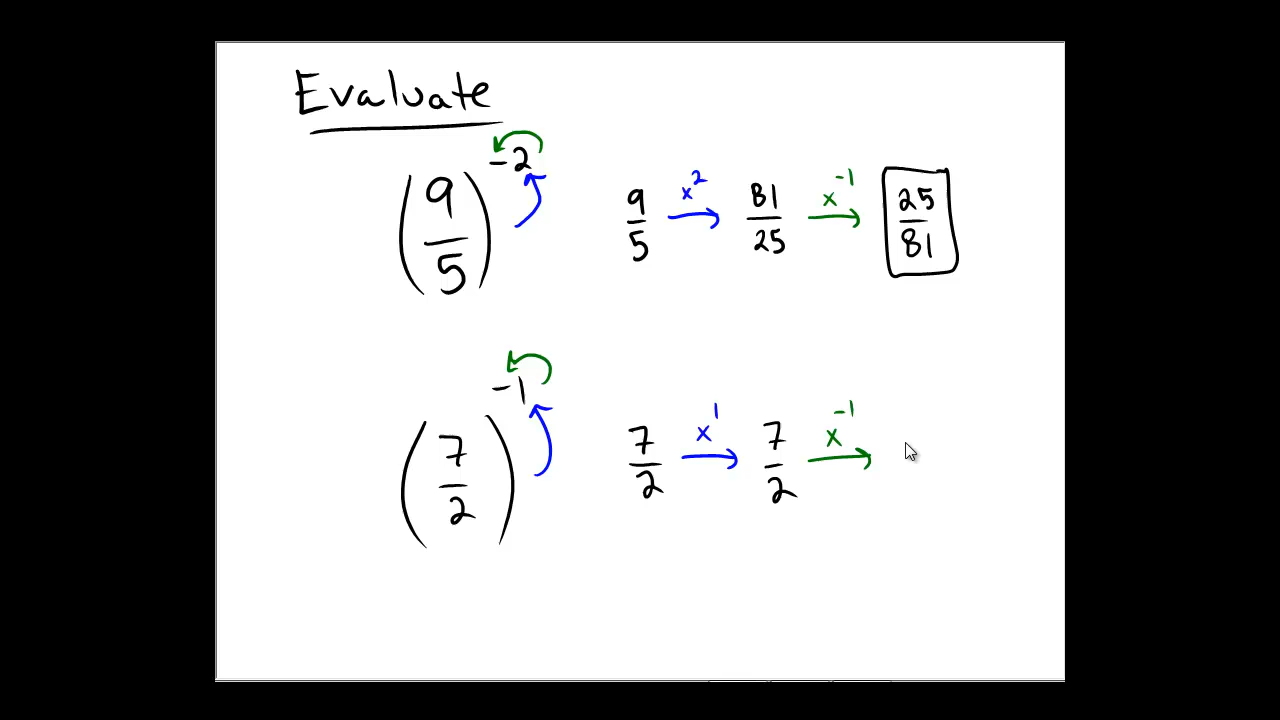 Evaluate
(9/5)^-2 9/5 x^2→ 81/25 x^-1→ 25/81
(7/2)^-1 7/2 x^1→ 7/2 x^-1→